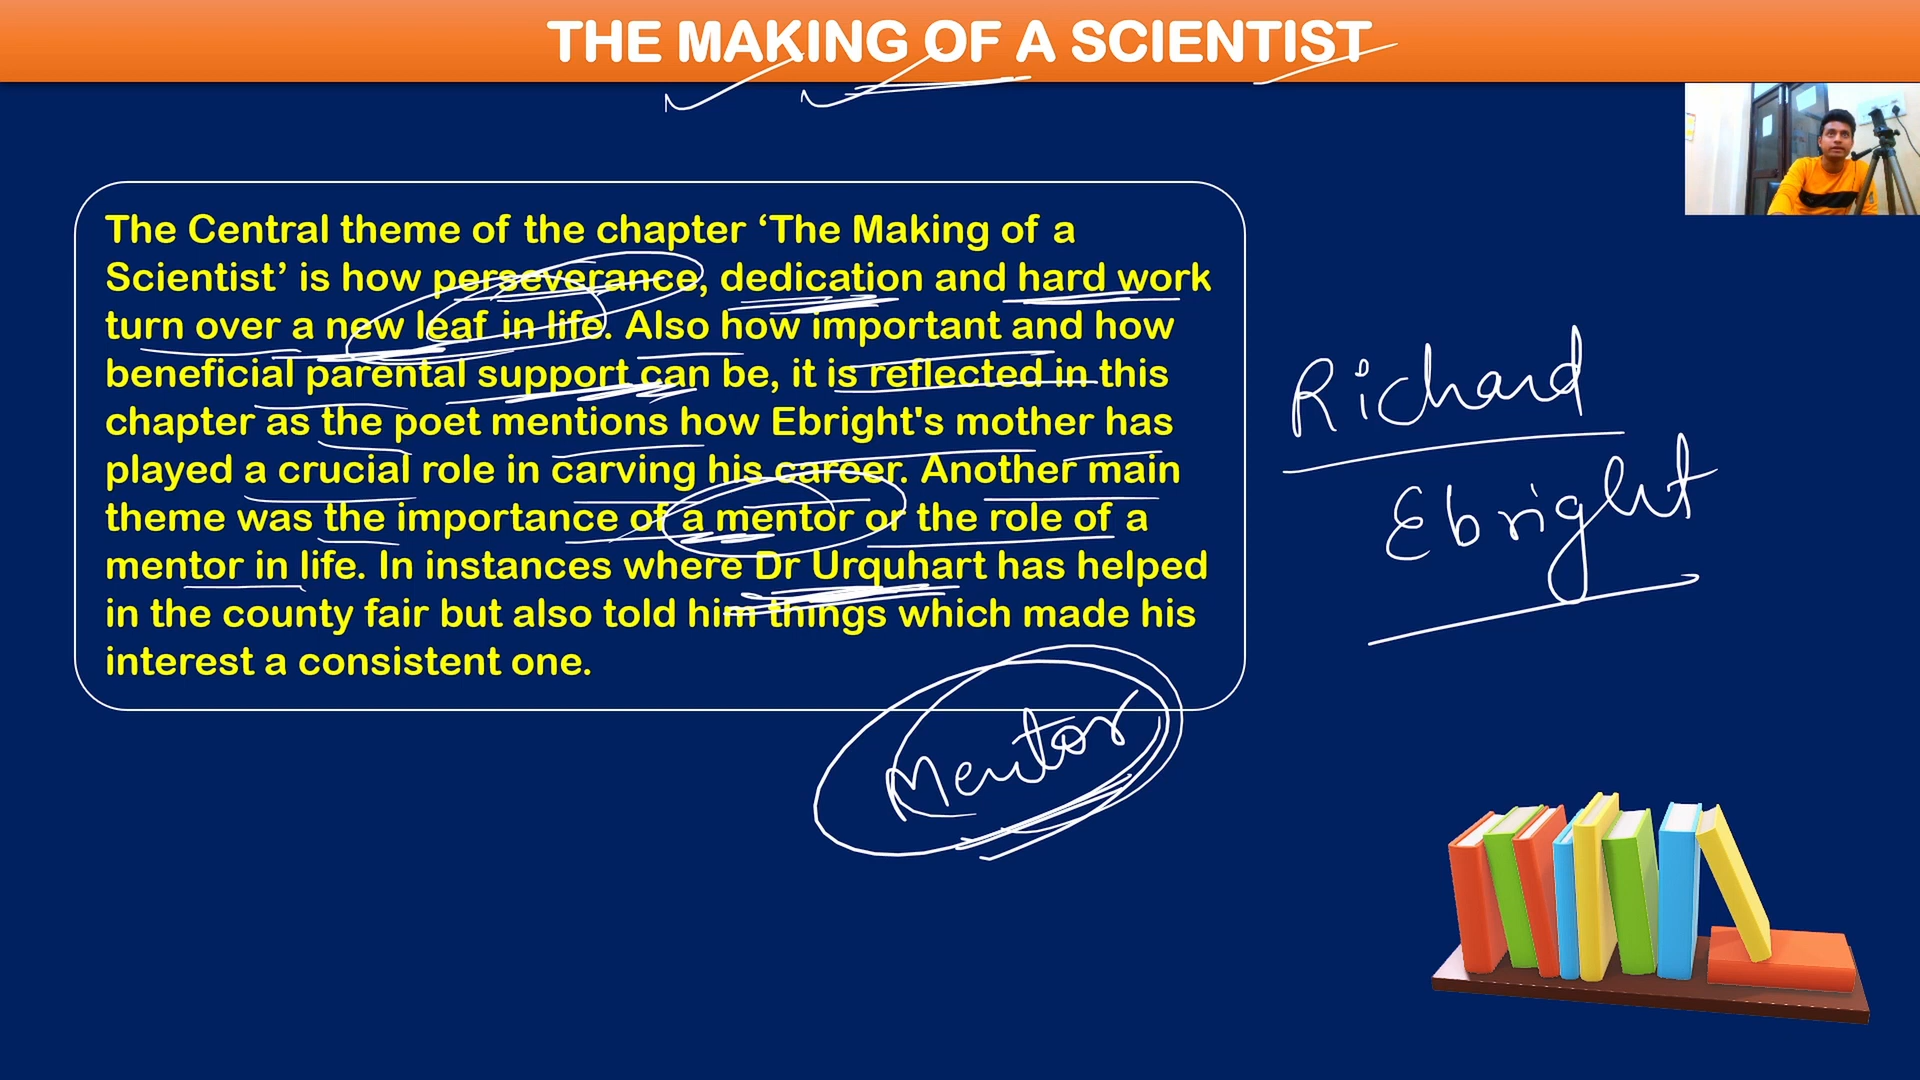 THE MAKING OF A SCIENTIST
The Central theme of the chapter ‘The Making of a
Scientist’ is how perseverance, dedication and hard work
turn over a new leaf in life. Also how important and how
beneficial parental support can be, it is reflected in this
chapter as the poet mentions how Ebright's mother has
played a crucial role in carving his career. Another main
theme was the importance of a mentor or the role of a
mentor in life. In instances where Dr Urquhart has helped
in the county fair but also told him things which made his
interest a consistent one.
Richard
Ebright
Mentor